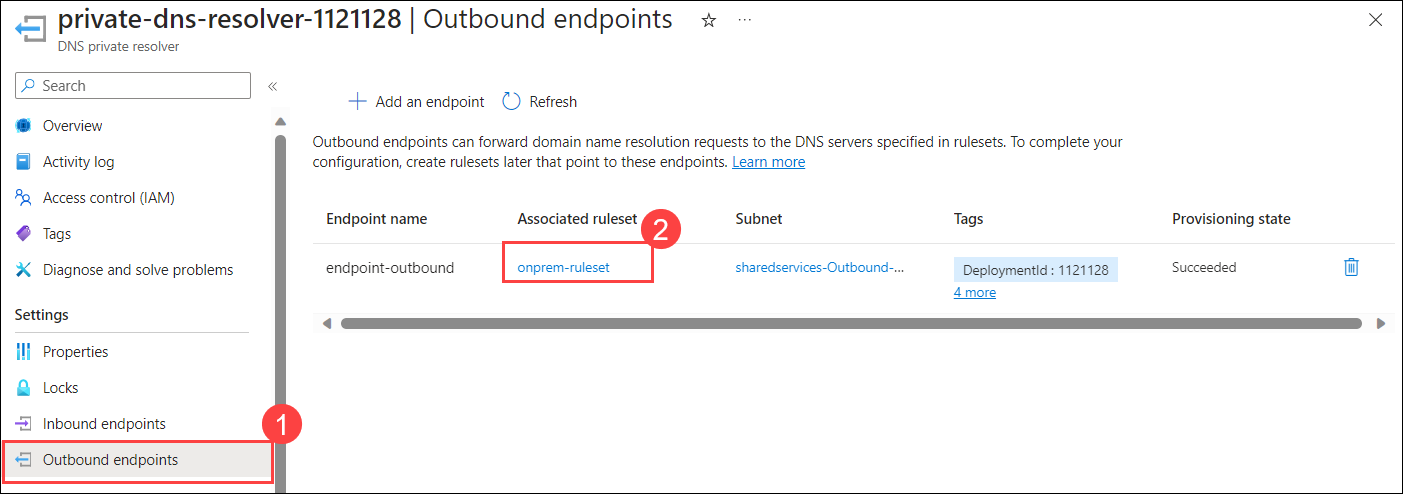 private-dns-resolver-1121128 | Outbound endpoints
DNS private resolver
Search
Overview
Activity log
Access control (IAM)
Tags
Diagnose and solve problems
Settings
Properties
Locks
Inbound endpoints
1
Outbound endpoints
Add an endpoint Refresh
Outbound endpoints can forward domain name resolution requests to the DNS servers specified in rulesets. To complete your
configuration, create rulesets later that point to these endpoints. Learn more
Endpoint name Associated ruleset Subnet Tags Provisioning state
2
endpoint-outbound onprem-ruleset sharedservices-Outbound-... DeploymentId : 1121128 Succeeded
4 more